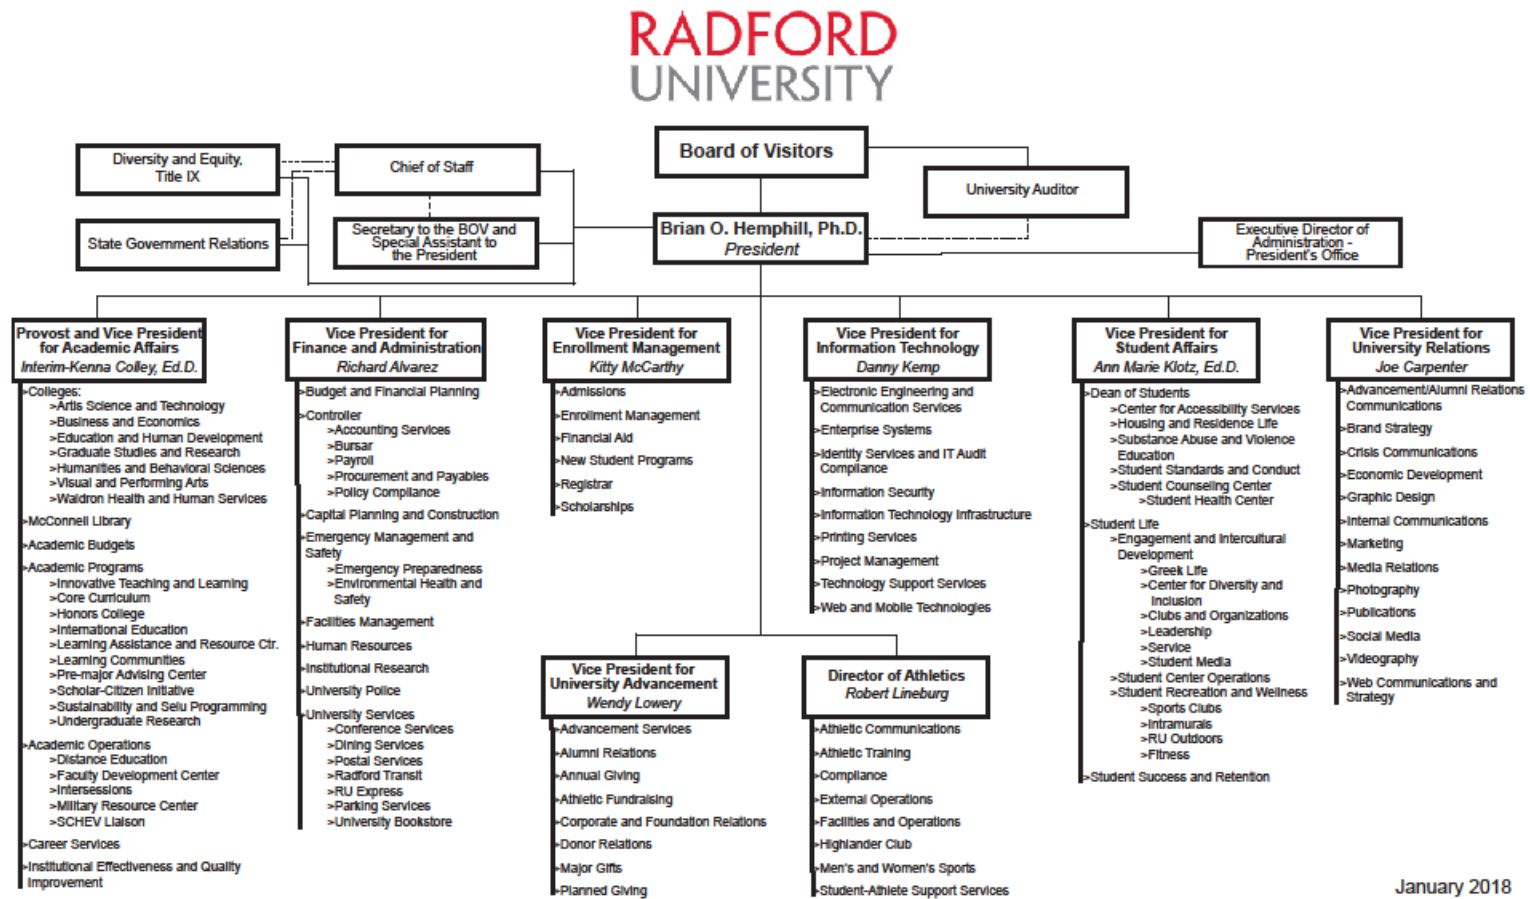 RADFORD
UNIVERSITY
Board of Visitors
Diversity and Equity,
Title IX
Chief of Staff
University Auditor
State Government Relations
Secretary to the BOV and
Special Assistant to
the President
Brian O. Hemphill, Ph.D.
President
Executive Director of
Administration -
President's Office
Provost and Vice President
for Academic Affairs
Interim-Kenna Colley, Ed.D.
>Colleges:
>Artis Science and Technology
>Business and Economics
>Education and Human Development
>Graduate Studies and Research
>Humanities and Behavioral Sciences
>Visual and Performing Arts
>Waldron Health and Human Services
>McConnell Library
>Academic Budgets
>Academic Programs
>Innovative Teaching and Learning
>Core Curriculum
>Honors College
>International Education
>Learning Assistance and Resource Ctr.
>Learning Communities
>Pre-major Advising Center
>Scholar-Citizen Initiative
>Sustainability and Selu Programming
>Undergraduate Research
>Academic Operations
>Distance Education
>Faculty Development Center
>Intersessions
>Military Resource Center
>SCHEV Liaison
>Career Services
>Institutional Effectiveness and Quality
Improvement
Vice President for
Finance and Administration
Richard Alvarez
>Budget and Financial Planning
>Controller
>Accounting Services
>Bursar
>Payroll
>Procurement and Payables
>Policy Compliance
>Capital Planning and Construction
>Emergency Management and
Safety
>Emergency Preparedness
>Environmental Health and
Safety
>Facilities Management
>Human Resources
>Institutional Research
>University Police
>University Services
>Conference Services
>Dining Services
>Postal Services
>Radford Transit
>RU Express
>Parking Services
>University Bookstore
Vice President for
Enrollment Management
Kitty McCarthy
>Admissions
>Enrollment Management
>Financial Aid
>New Student Programs
>Registrar
>Scholarships
Vice President for
Information Technology
Danny Kemp
>Electronic Engineering and
Communication Services
>Enterprise Systems
>Identity Services and IT Audit
Compliance
>Information Security
>Information Technology Infrastructure
>Printing Services
>Project Management
>Technology Support Services
>Web and Mobile Technologies
Vice President for
Student Affairs
Ann Marie Klotz, Ed.D.
>Dean of Students
>Center for Accessibility Services
>Housing and Residence Life
>Substance Abuse and Violence
Education
>Student Standards and Conduct
>Student Counseling Center
>Student Health Center
>Student Life
>Engagement and Intercultural
Development
>Greek Life
>Center for Diversity and
Inclusion
>Clubs and Organizations
>Leadership
>Service
>Student Media
>Student Center Operations
>Student Recreation and Wellness
>Sports Clubs
>Intramurals
>RU Outdoors
>Fitness
>Student Success and Retention
Vice President for
University Relations
Joe Carpenter
>Advancement/Alumni Relations
Communications
>Brand Strategy
>Crisis Communications
>Economic Development
>Graphic Design
>Internal Communications
>Marketing
>Media Relations
>Photography
>Publications
>Social Media
>Videography
>Web Communications and
Strategy
Vice President for
University Advancement
Wendy Lowery
>Advancement Services
>Alumni Relations
>Annual Giving
>Athletic Fundraising
>Corporate and Foundation Relations
>Donor Relations
>Major Gifts
>Planned Giving
Director of Athletics
Robert Lineburg
>Athletic Communications
>Athletic Training
>Compliance
>External Operations
>Facilities and Operations
>Highlander Club
>Men's and Women's Sports
>Student-Athlete Support Services
January 2018